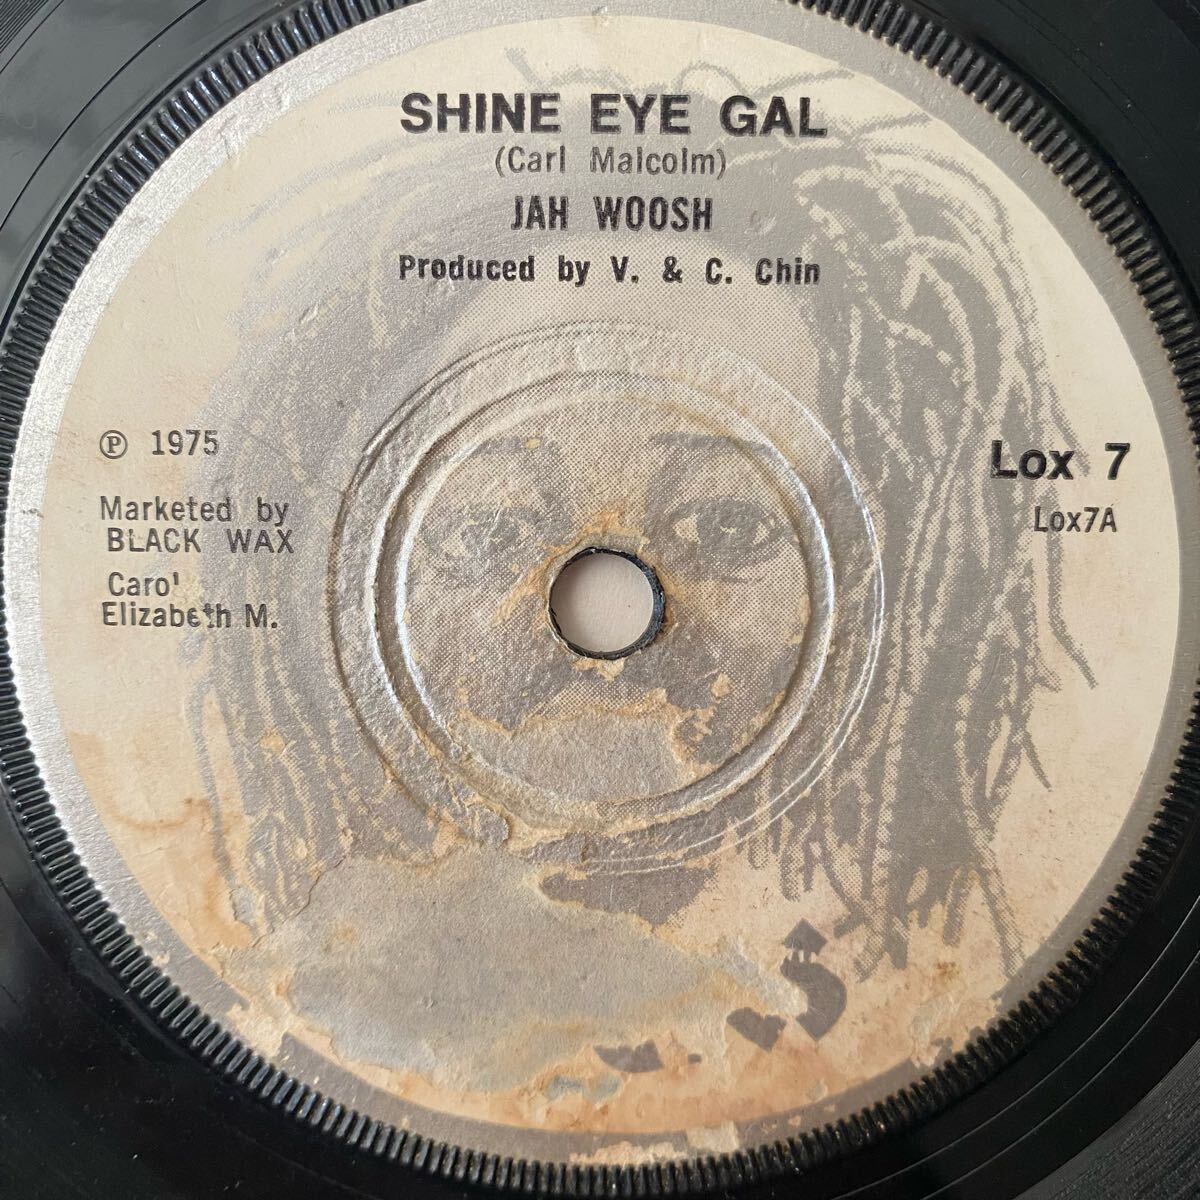 SHINE EYE GAL
(Carl Malcolm)
JAH WOOSH
Produced by V. & C. Chin
Ⓟ 1975
Marketed by
BLACK WAX
Caro'
Elizabeth M.
Lox 7
Lox7A